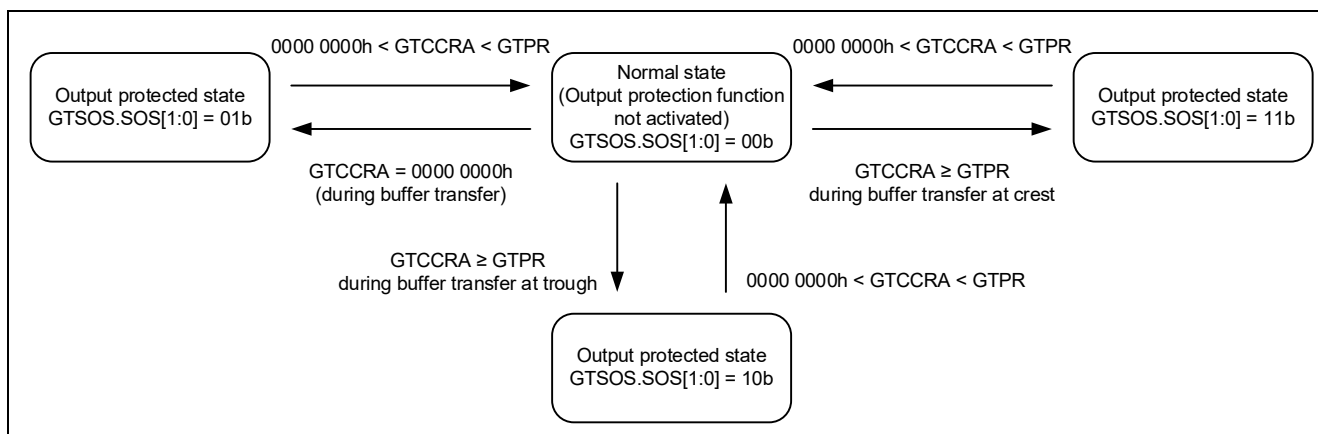 0000 0000h < GTCCRA < GTPR
0000 0000h < GTCCRA < GTPR
Output protected state
GTSOS.SOS[1:0] = 01b
Normal state
(Output protection function
not activated)
GTSOS.SOS[1:0] = 00b
Output protected state
GTSOS.SOS[1:0] = 11b
GTCCRA = 0000 0000h
(during buffer transfer)
GTCCRA ≥ GTPR
during buffer transfer at crest
GTCCRA ≥ GTPR
during buffer transfer at trough
0000 0000h < GTCCRA < GTPR
Output protected state
GTSOS.SOS[1:0] = 10b